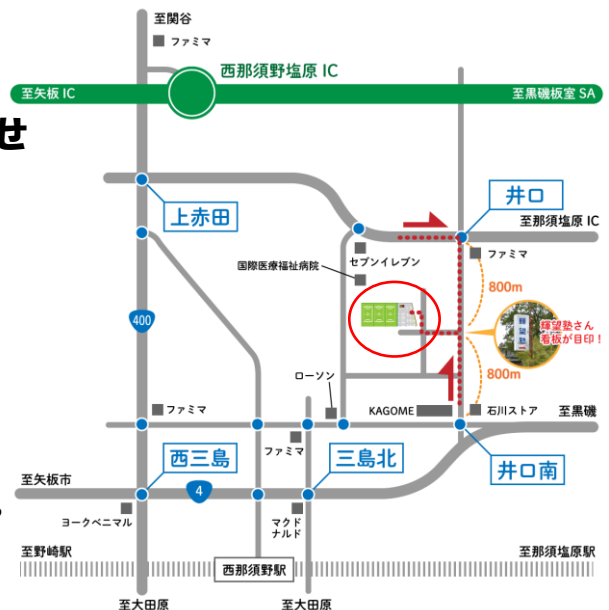 至関谷
ファミマ
西那須野塩原 IC
至矢板 IC
至黒磯板室 SA
せ
上赤田
井口
至那須塩原 IC
セブンイレブン
ファミマ
国際医療福祉病院
800m
400
輝望塾
輝望塾さん
看板が目印！
800m
ローソン
ファミマ
KAGOME
石川ストア
至黒磯
ファミマ
西三島
三島北
井口南
至矢板市
4
ヨークベニマル
マクド
ナルド
至野崎駅
西那須野駅
至那須塩原駅
至大田原
至大田原